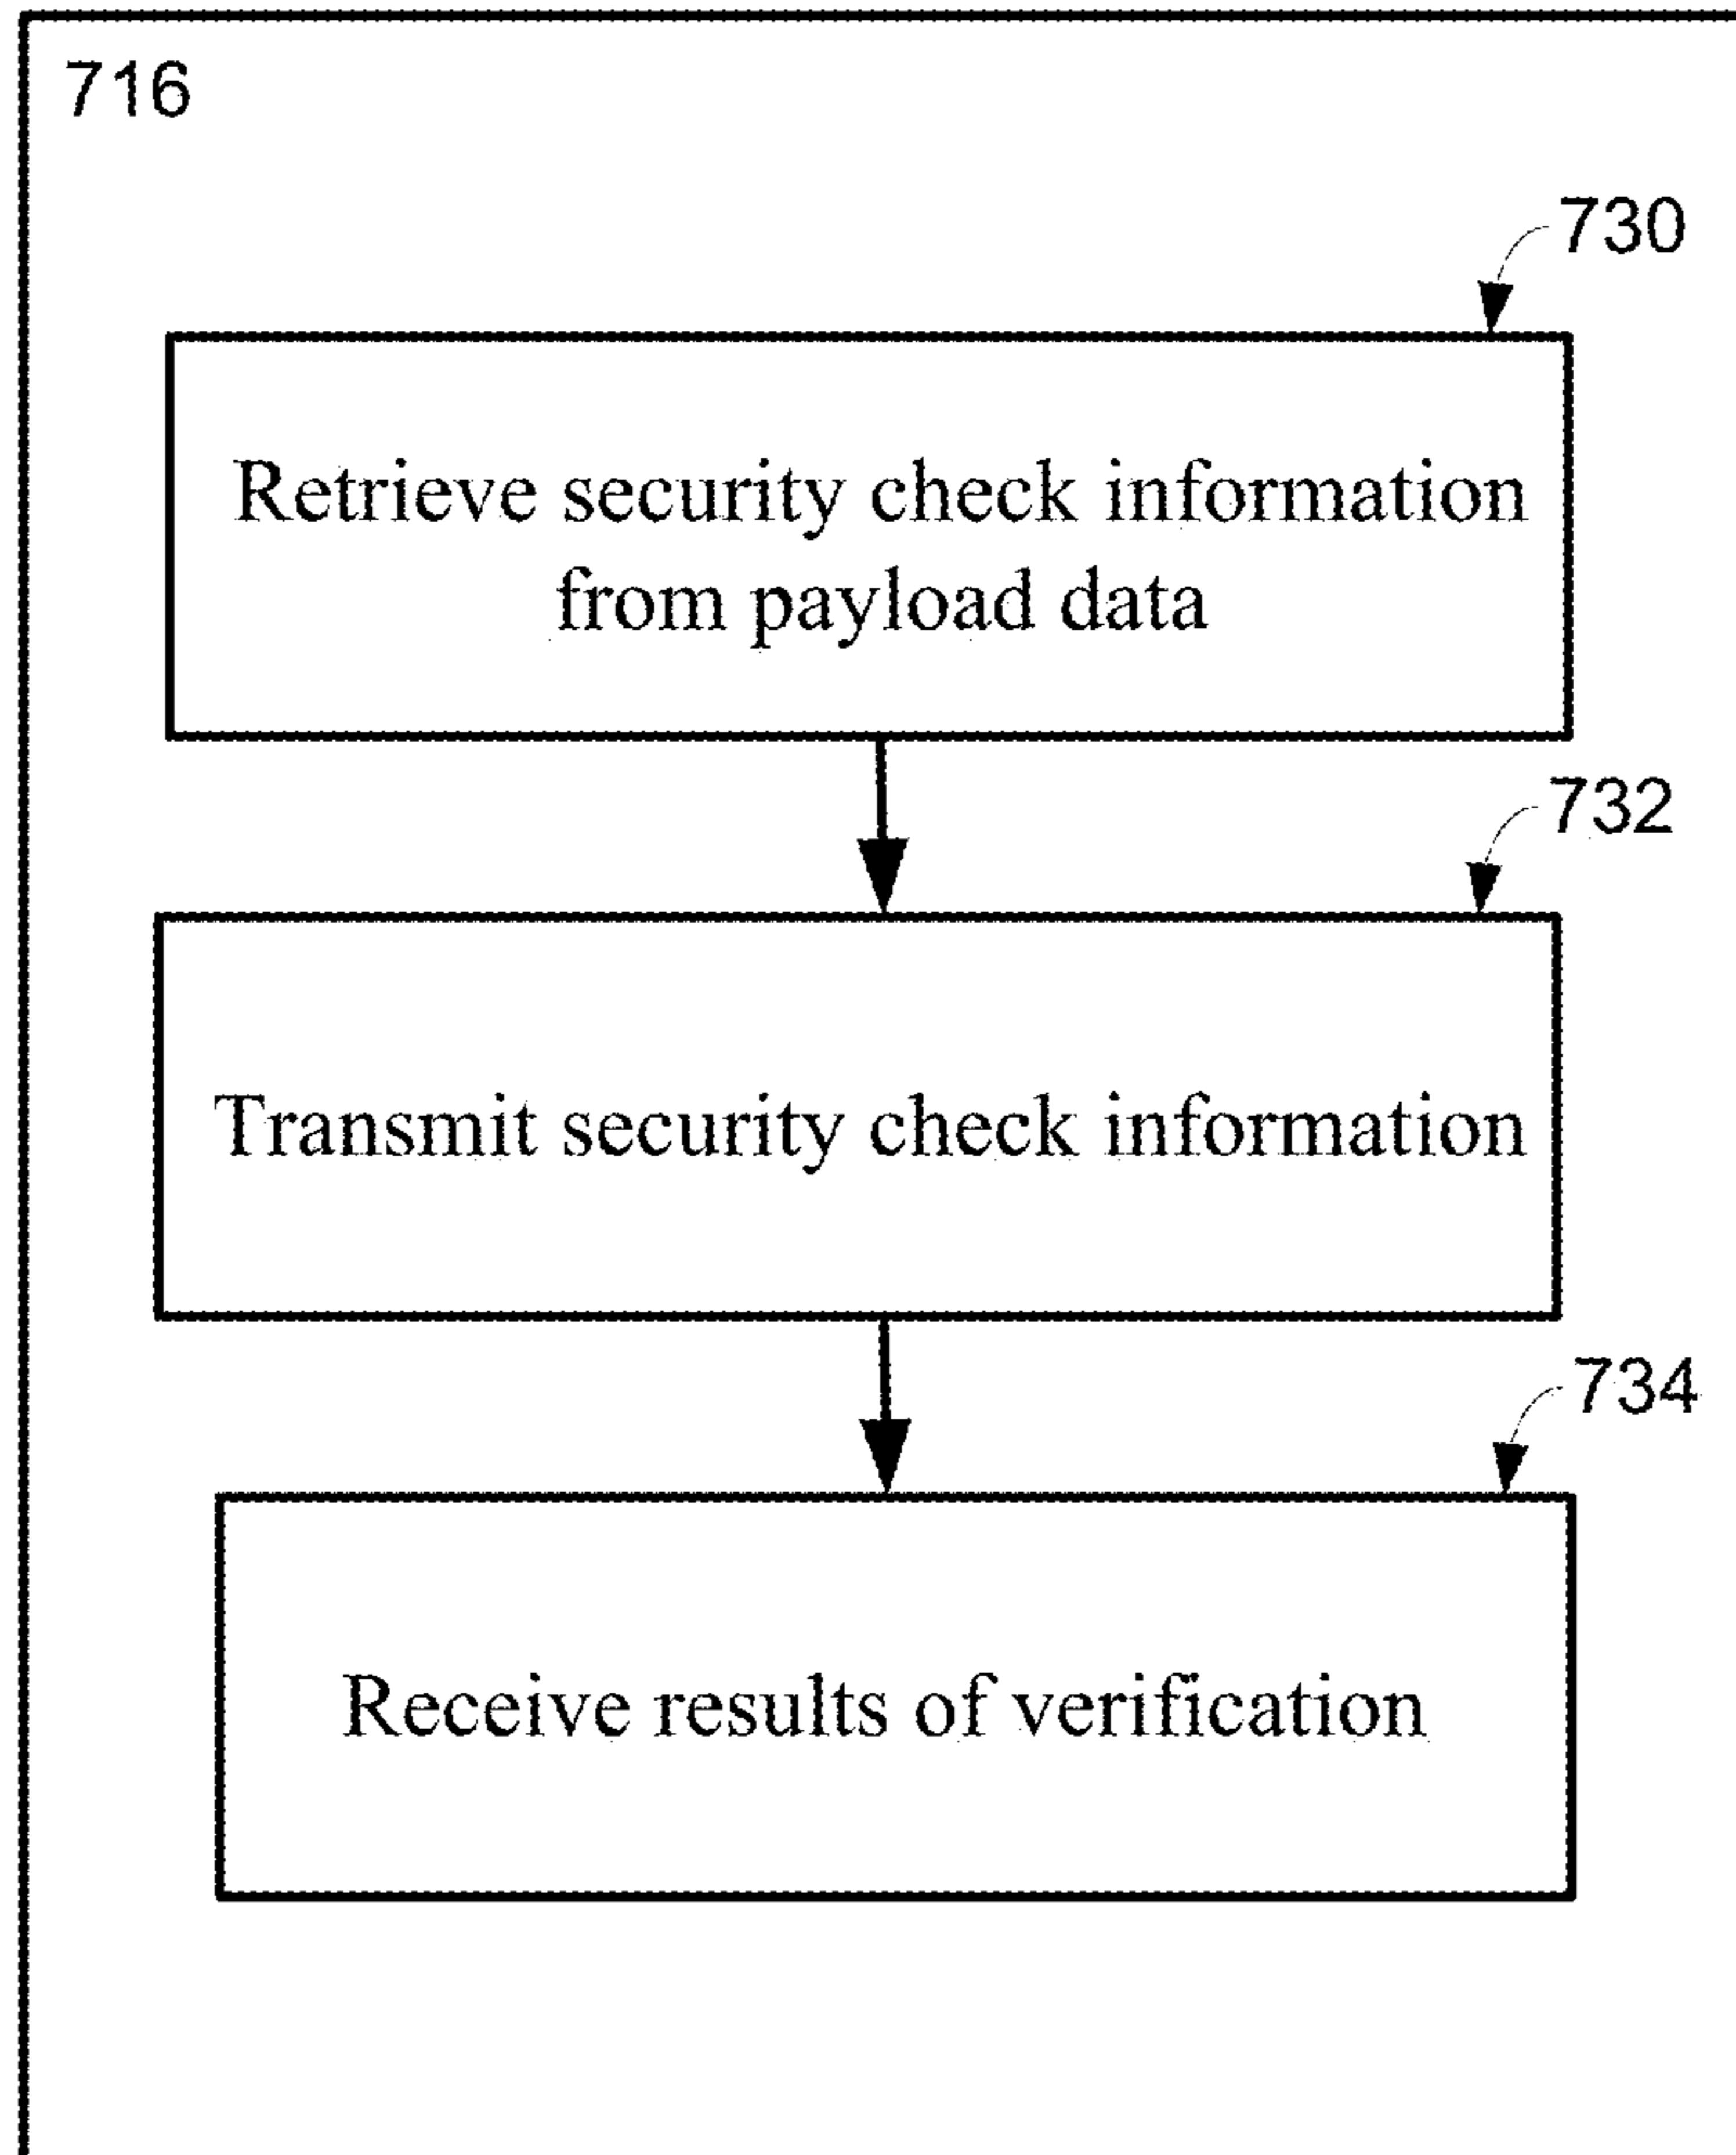 716
730
Retrieve security check information
from payload data
732
Transmit security check information
734
Receive results of verification